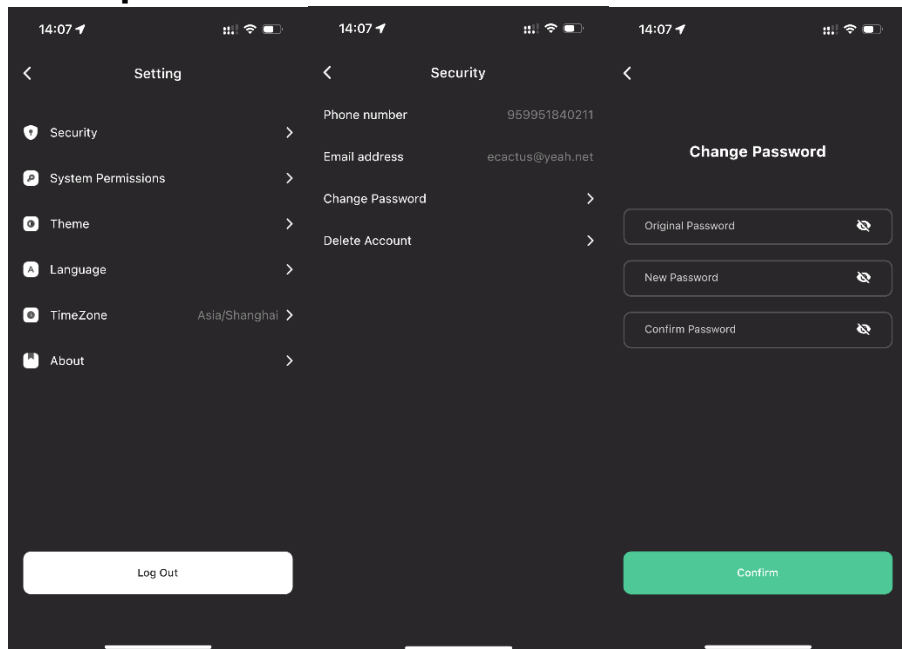 14:07
Setting
Security
System Permissions
Theme
Language
TimeZone Asia/Shanghai
About
Log Out
14:07
Security
Phone number 959951840211
Email address ecactus@yeah.net
Change Password
Delete Account
14:07
Change Password
Original Password
New Password
Confirm Password
Confirm